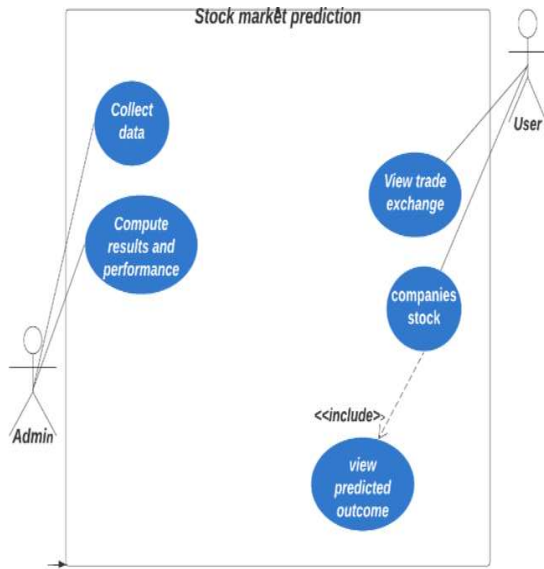 Stock market prediction
User
Collect
data
View trade
exchange
Compute
results and
performance
companies
stock
Admin
<<include>>
view
predicted
outcome